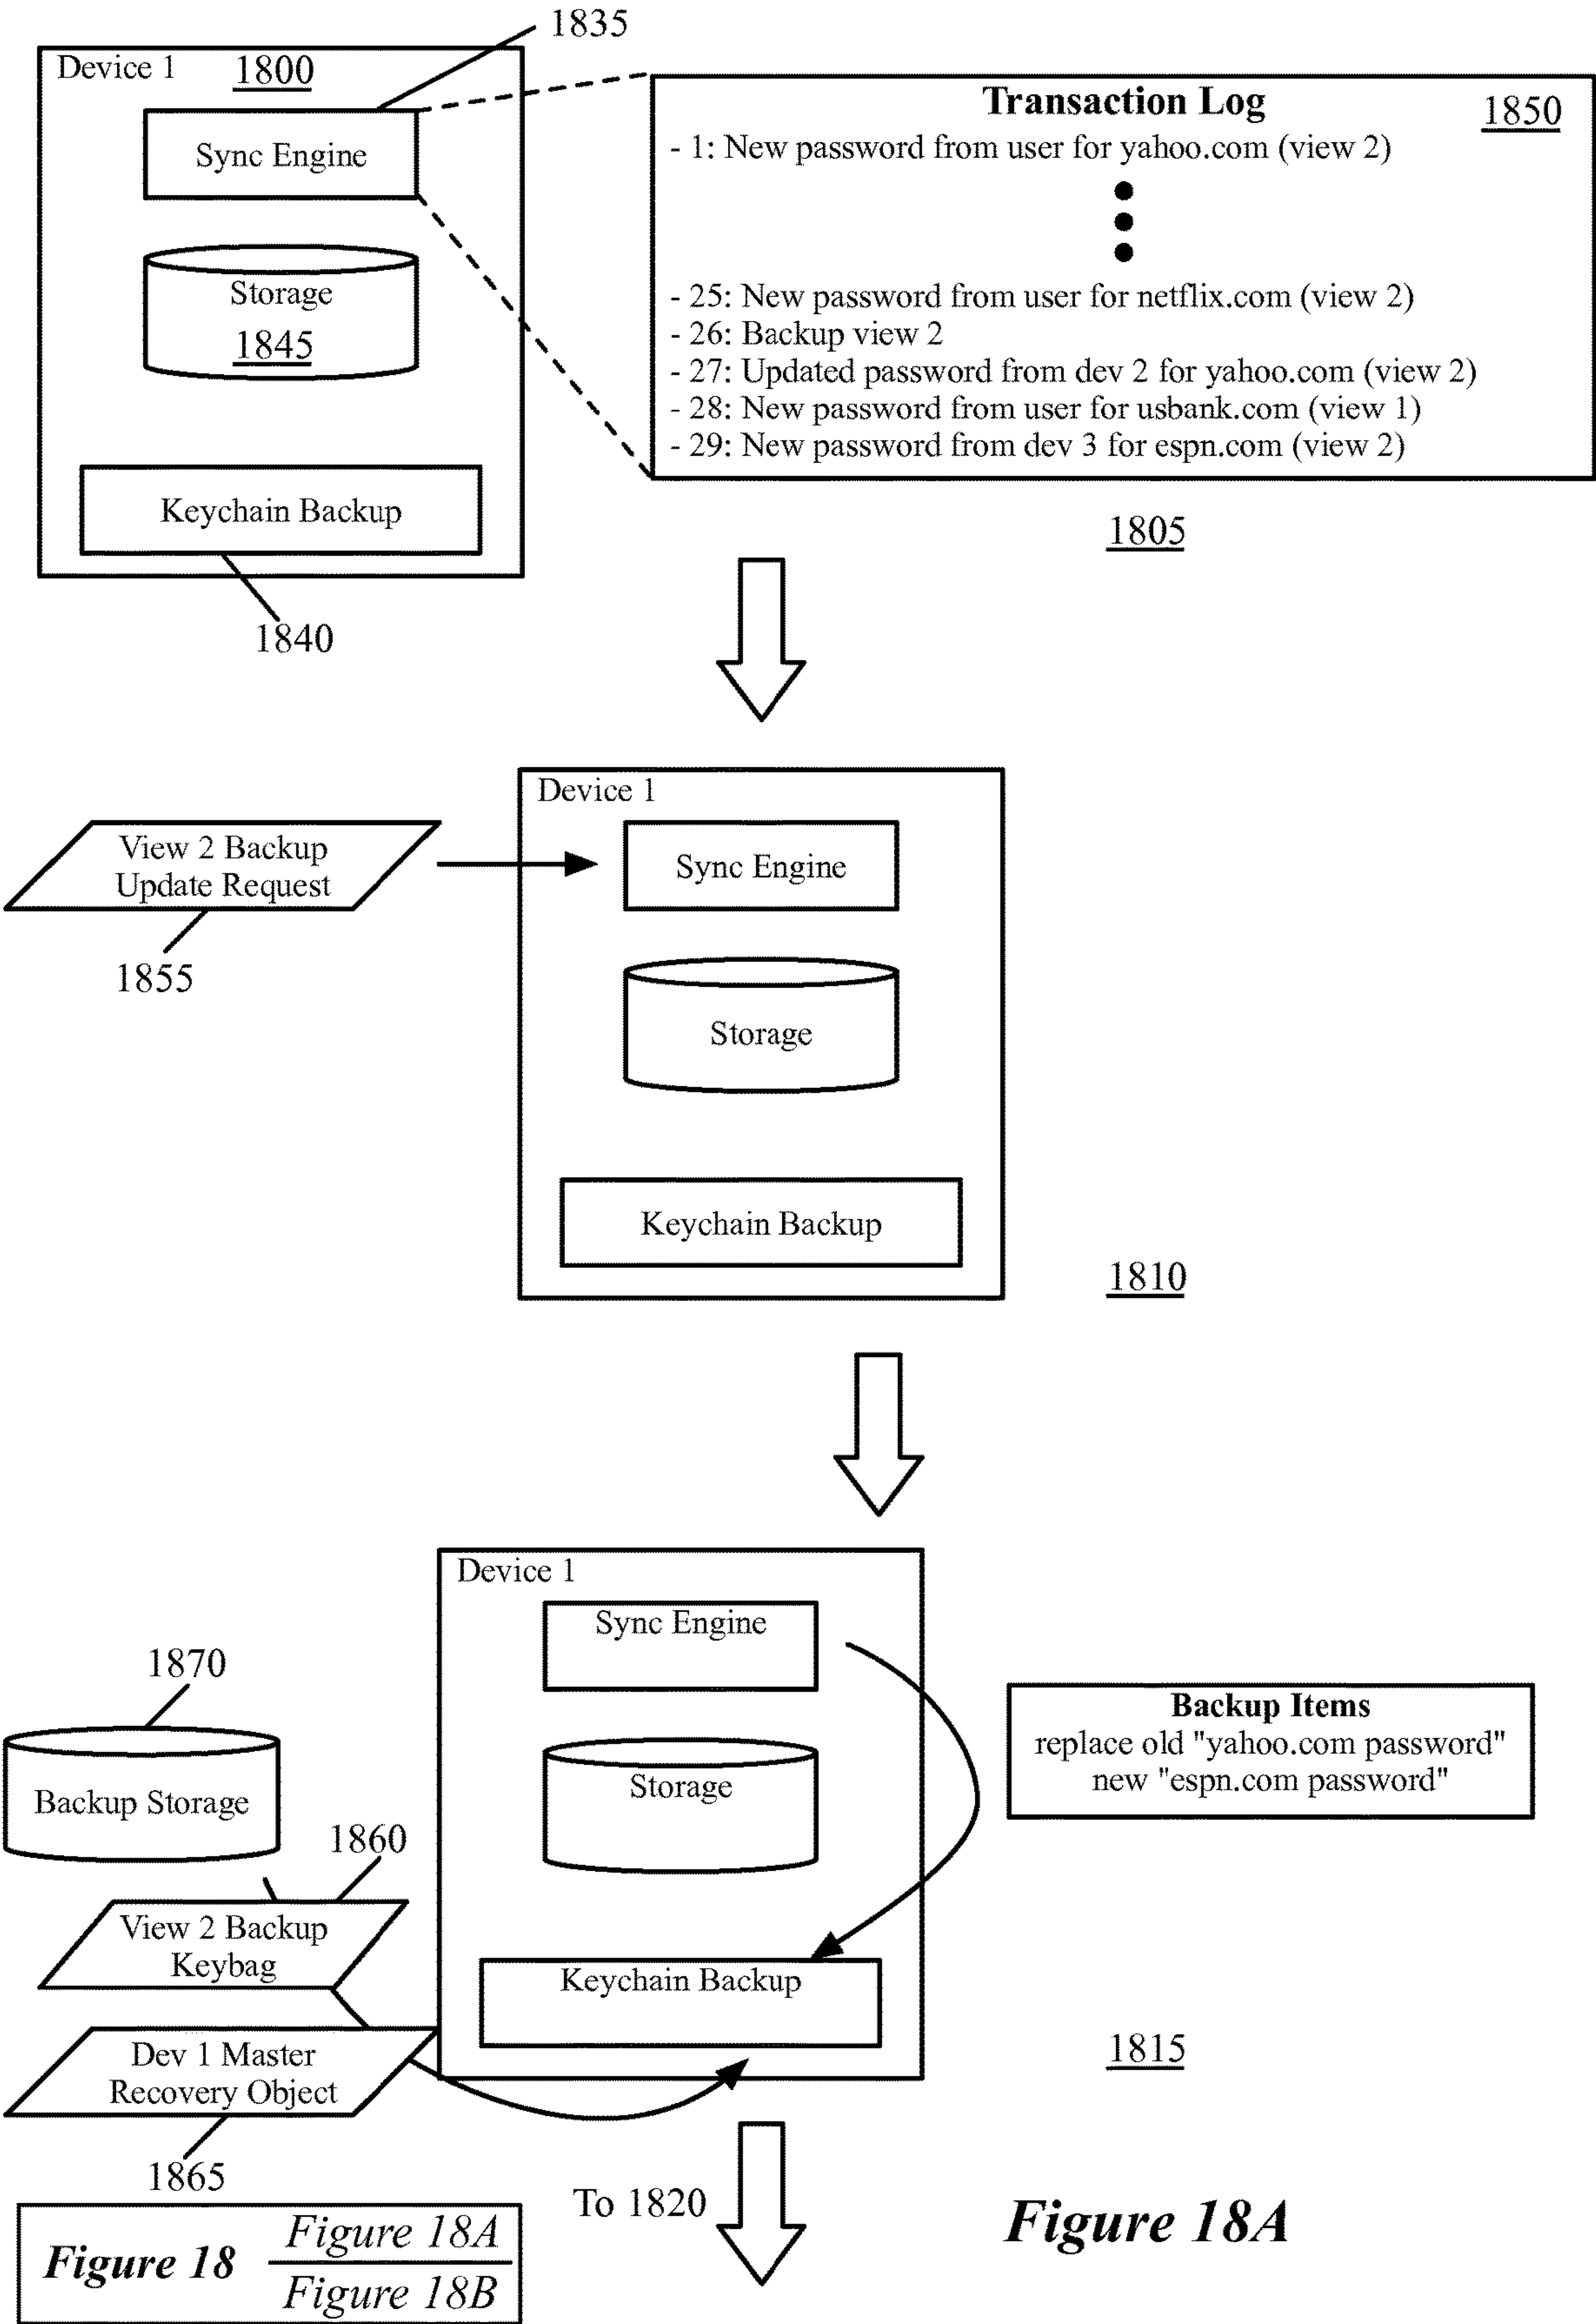 1835
Device 1
1800
Sync Engine
Storage
1845
Keychain Backup
1840
Transaction Log
1850
- 1: New password from user for yahoo.com (view 2)
- 25: New password from user for netflix.com (view 2)
- 26: Backup view 2
- 27: Updated password from dev 2 for yahoo.com (view 2)
- 28: New password from user for usbank.com (view 1)
- 29: New password from dev 3 for espn.com (view 2)
1805
View 2 Backup
Update Request
1855
Device 1
Sync Engine
Storage
Keychain Backup
1810
Device 1
Sync Engine
Storage
Keychain Backup
1870
Backup Storage
1860
View 2 Backup
Keybag
Dev 1 Master
Recovery Object
1865
Backup Items
replace old "yahoo.com password"
new "espn.com password"
1815
To 1820
Figure 18A
Figure 18
Figure 18A
Figure 18B